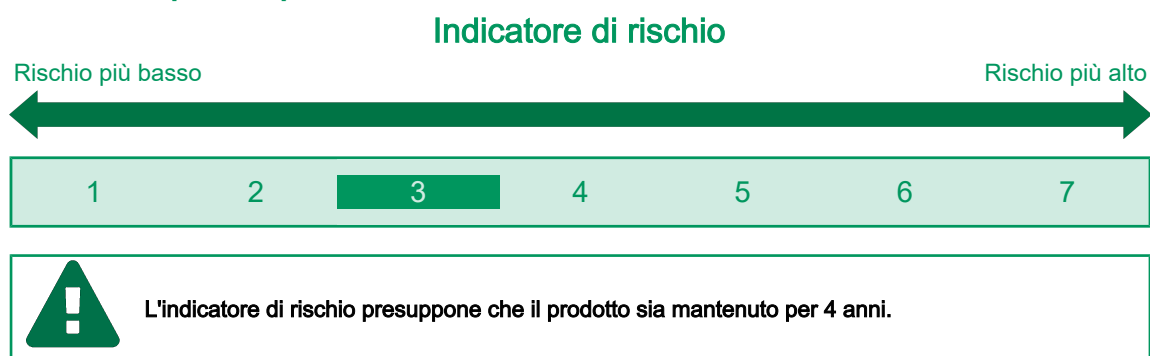 Indicatore di rischio
Rischio più basso Rischio più alto
1 2 3 4 5 6 7
L'indicatore di rischio presuppone che il prodotto sia mantenuto per 4 anni.